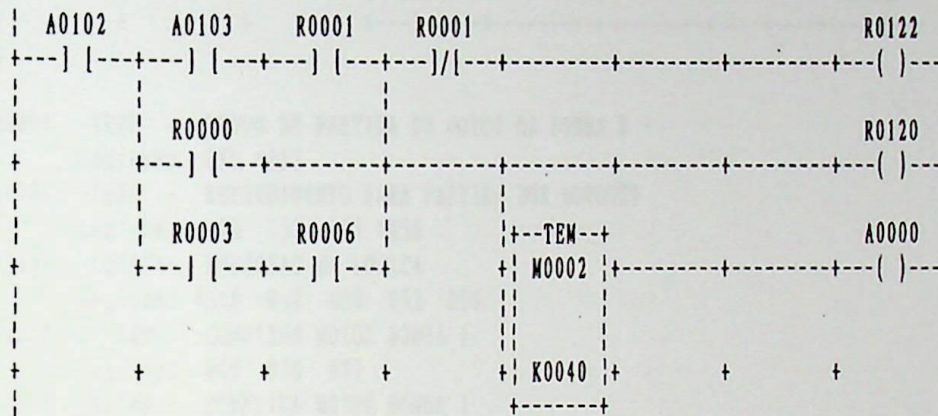 A0102 A0103 R0001 R0001 R0122
+---] [---+---] [---+---] [---+---]/[---+--------+--------+--------+---( )---
R0000 R0120
+ +---] [---+---------+---------+--------+--------+--------+---( )---
R0003 R0006 +--TEM--+ A0000
+ +---] [---+---] [---+ +¦ M0002 ¦+--------+--------+---( )---
+ + + + +¦ K0040 ¦+ + +
+-------+